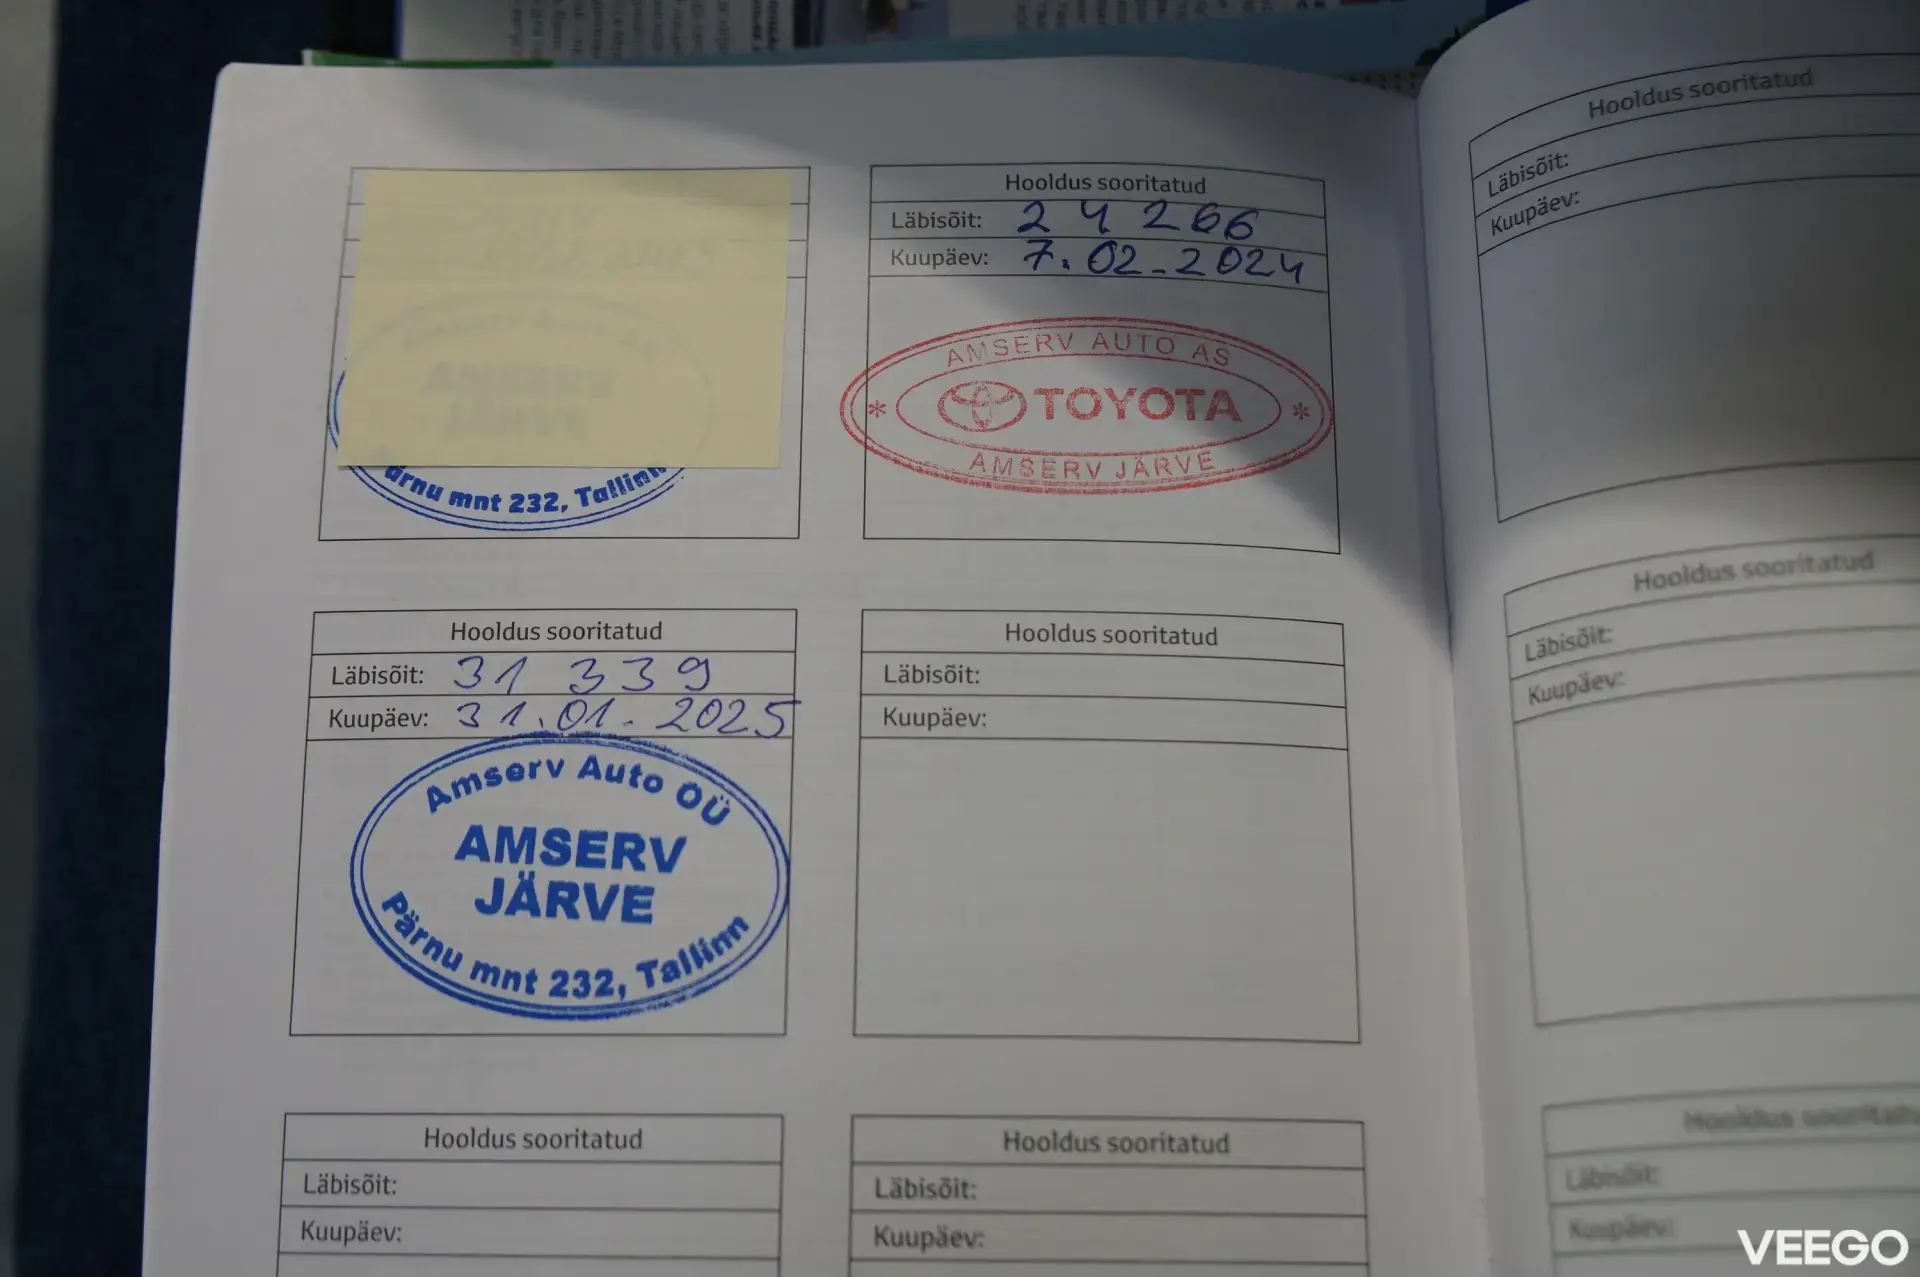 Pärnu mnt 232, Tallinn
Hooldus sooritatud
Läbisõit: 24 266
Kuupäev: 7.02-2024
AMSERV AUTO AS
* TOYOTA *
AMSERV JÄRVE
Hooldus sooritatud
Läbisõit: 31 339
Kuupäev: 31.01-2025
Amserv Auto OÜ
AMSERV
JÄRVE
Pärnu mnt 232, Tallinn
Hooldus sooritatud
Läbisõit:
Kuupäev:
Hooldus sooritatud
Läbisõit:
Kuupäev:
Hooldus sooritatud
Läbisõit:
Kuupäev:
Hooldus sooritatud
Läbisõit:
Kuupäev:
Hooldus sooritatud
Läbisõit:
Kuupäev:
Hooldus sooritatud
Läbisõit:
Kuupäev:
VEEGO